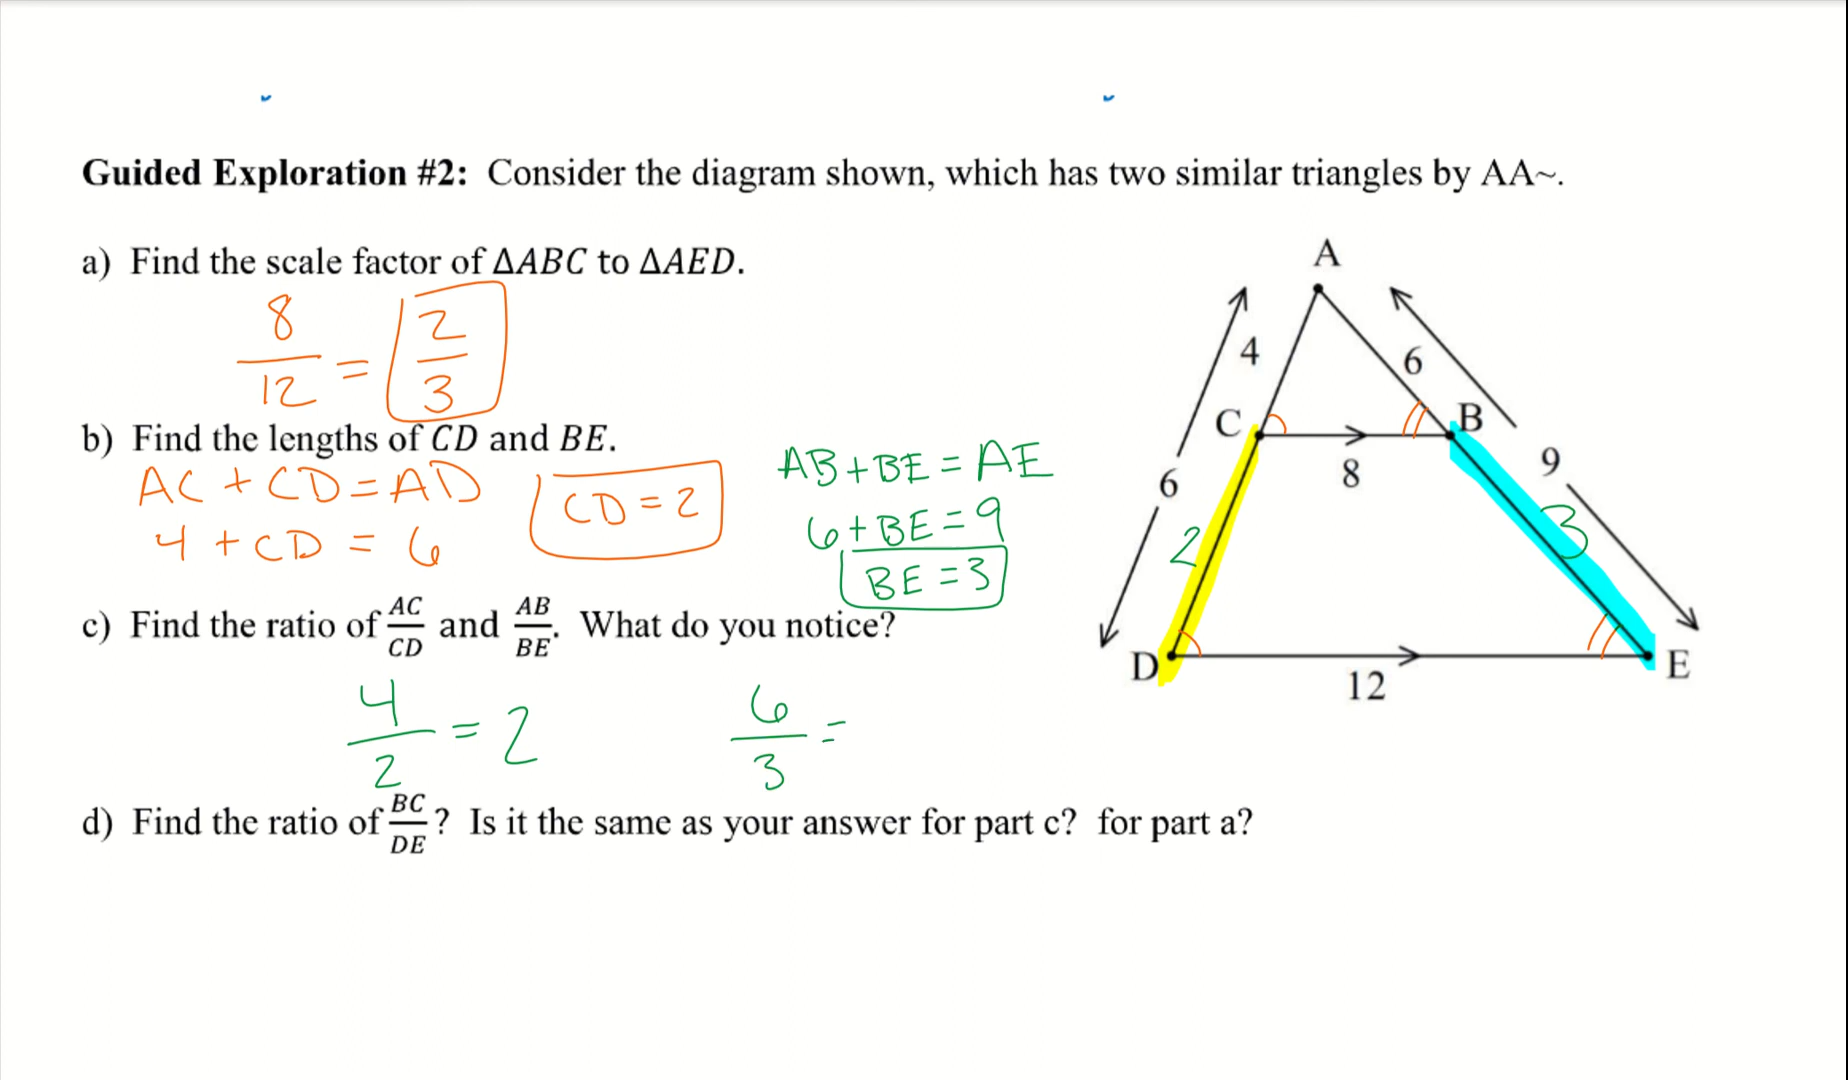 Guided Exploration #2: Consider the diagram shown, which has two similar triangles by AA~.
a) Find the scale factor of ΔABC to ΔAED.
8/12 = 2/3
b) Find the lengths of CD and BE.
AC + CD = AD
4 + CD = 6
CD = 2
AB + BE = AE
6 + BE = 9
BE = 3
c) Find the ratio of AC/CD and AB/BE. What do you notice?
4/2 = 2
6/3 =
d) Find the ratio of BC/DE? Is it the same as your answer for part c? for part a?
A
4
6
C
B
8
9
6
2
3
D
E
12